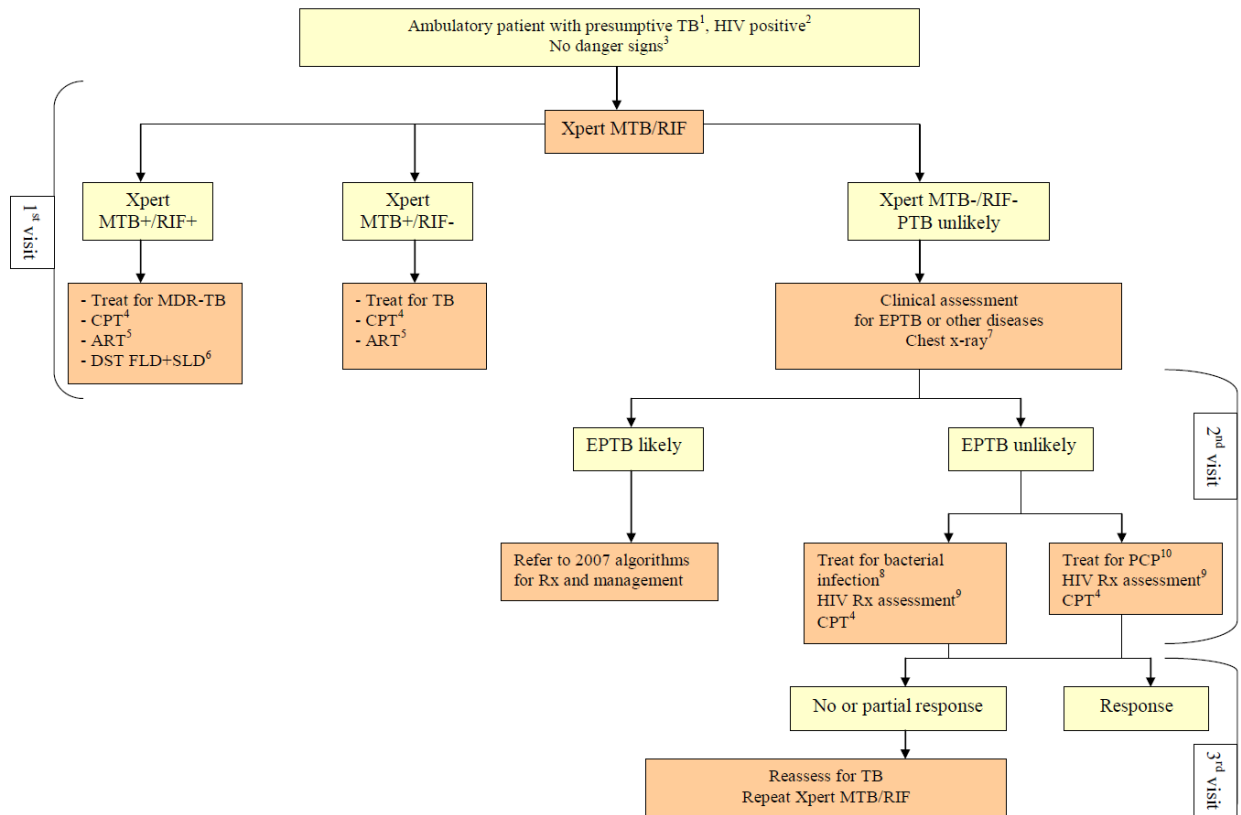 Ambulatory patient with presumptive TB¹, HIV positive²
No danger signs³
1st visit
Xpert MTB/RIF
Xpert
MTB+/RIF+
Xpert
MTB+/RIF-
Xpert MTB-/RIF-
PTB unlikely
- Treat for MDR-TB
- CPT⁴
- ART⁵
- DST FLD+SLD⁶
- Treat for TB
- CPT⁴
- ART⁵
Clinical assessment
for EPTB or other diseases
Chest x-ray⁷
2nd visit
EPTB likely
EPTB unlikely
Refer to 2007 algorithms
for Rx and management
Treat for bacterial
infection⁸
HIV Rx assessment⁹
CPT⁴
Treat for PCP¹⁰
HIV Rx assessment⁹
CPT⁴
3rd visit
No or partial response
Response
Reassess for TB
Repeat Xpert MTB/RIF